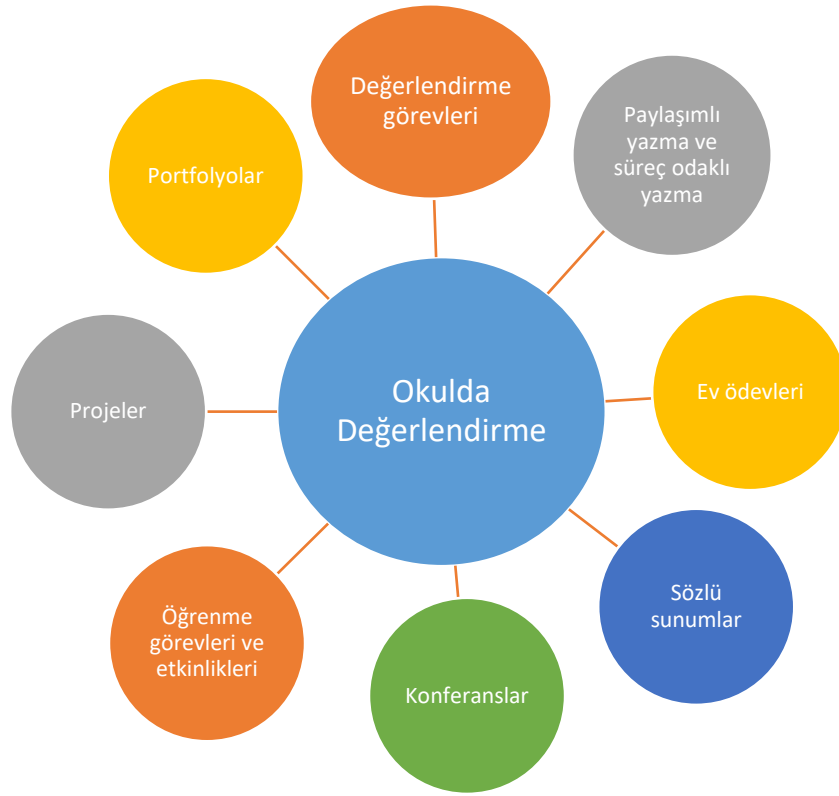 Değerlendirme
görevleri
Paylaşımlı
yazma ve
süreç odaklı
yazma
Portfolyolar
Okulda
Değerlendirme
Ev ödevleri
Projeler
Sözlü
sunumlar
Öğrenme
görevleri ve
etkinlikleri
Konferanslar